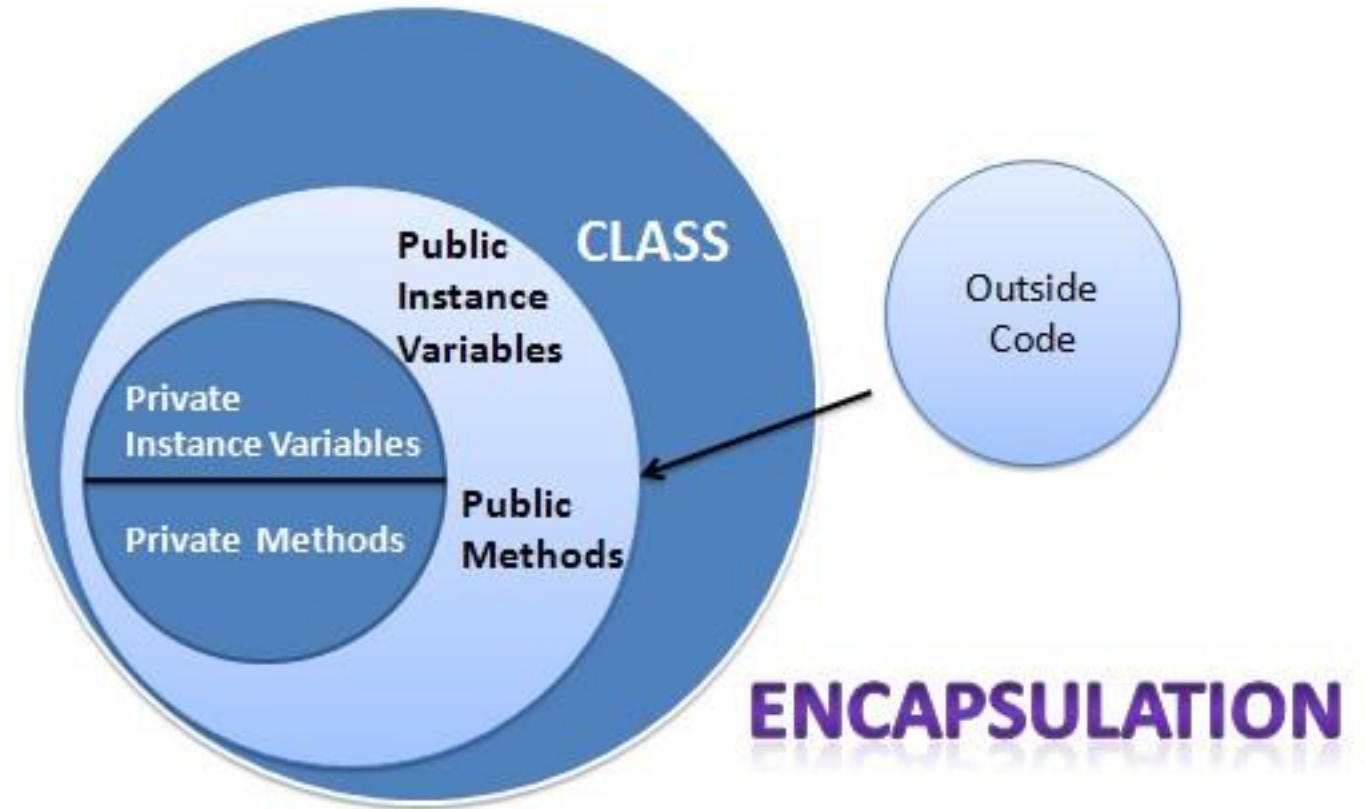 CLASS
Public
Instance
Variables
Private
Instance Variables
Private Methods
Public
Methods
Outside
Code
ENCAPSULATION